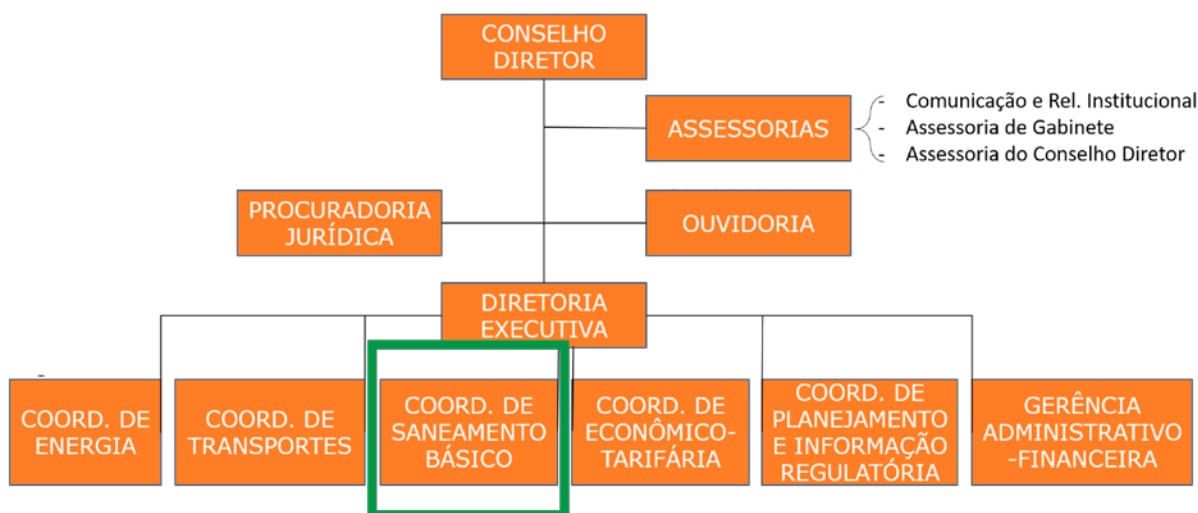 CONSELHO
DIRETOR
ASSESSORIAS
- Comunicação e Rel. Institucional
- Assessoria de Gabinete
- Assessoria do Conselho Diretor
PROCURADORIA
JURÍDICA
OUVIDORIA
DIRETORIA
EXECUTIVA
-
COORD. DE
ENERGIA
COORD. DE
TRANSPORTES
COORD. DE
SANEAMENTO
BÁSICO
COORD. DE
ECONÔMICO-
TARIFÁRIA
COORD. DE
PLANEJAMENTO
E INFORMAÇÃO
REGULATÓRIA
GERÊNCIA
ADMINISTRATIVO
-FINANCEIRA